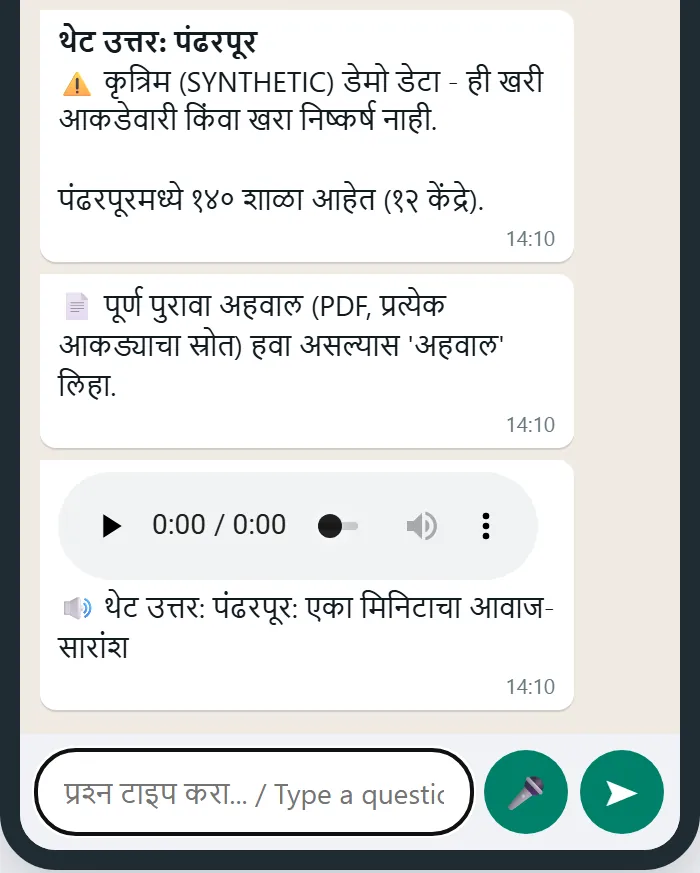 थेट उत्तर: पंढरपूर
⚠️ कृत्रिम (SYNTHETIC) डेमो डेटा - ही खरी
आकडेवारी किंवा खरा निष्कर्ष नाही.
पंढरपूरमध्ये १४० शाळा आहेत (१२ केंद्रे).
14:10
📄 पूर्ण पुरावा अहवाल (PDF, प्रत्येक
आकड्याचा स्रोत) हवा असल्यास 'अहवाल'
लिहा.
14:10
0:00 / 0:00
🔊 थेट उत्तर: पंढरपूर: एका मिनिटाचा आवाज-
सारांश
14:10
प्रश्न टाइप करा... / Type a questic